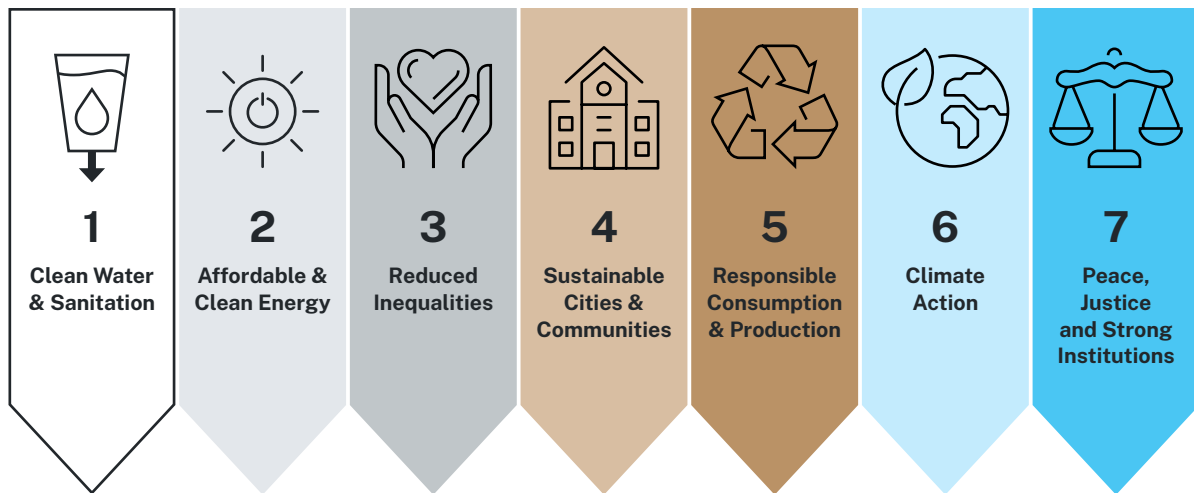 1
Clean Water
& Sanitation
2
Affordable &
Clean Energy
3
Reduced
Inequalities
4
Sustainable
Cities &
Communities
5
Responsible
Consumption
& Production
6
Climate
Action
7
Peace,
Justice
and Strong
Institutions